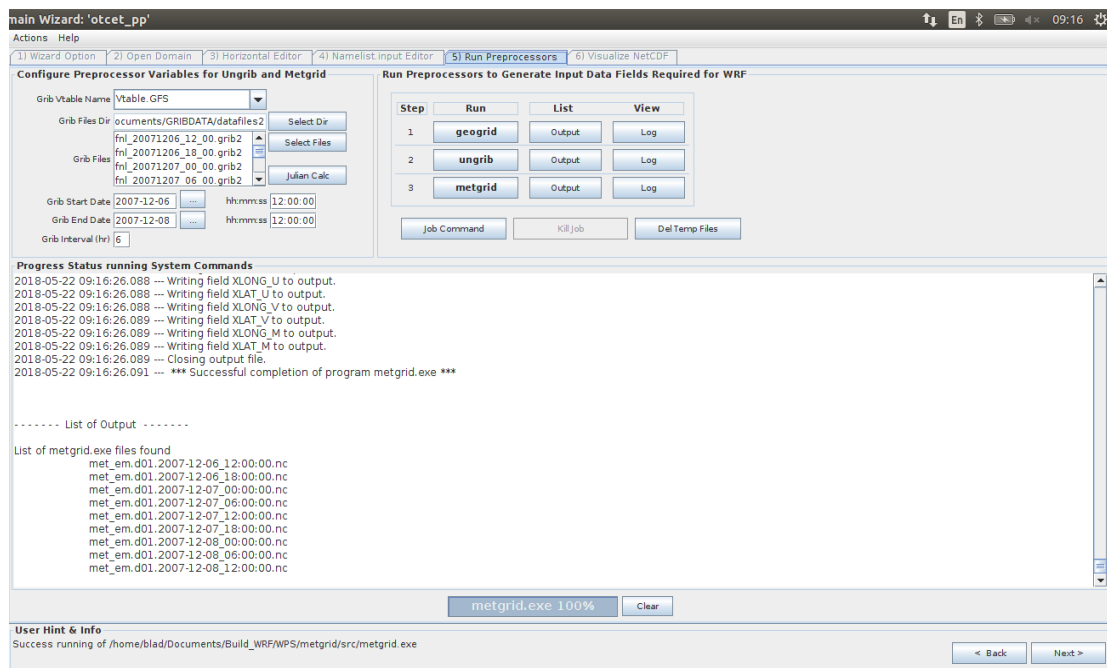 main Wizard: 'otcet_pp'
En
09:16
Actions Help
1) Wizard Option
2) Open Domain
3) Horizontal Editor
4) Namelist.input Editor
5) Run Preprocessors
6) Visualize NetCDF
Configure Preprocessor Variables for Ungrib and Metgrid
Grib Vtable Name Vtable.GFS
Grib Files Dir ocuments/GRIBDATA/datafiles2 Select Dir
Grib Files
fnl_20071206_12_00.grib2
fnl_20071206_18_00.grib2
fnl_20071207_00_00.grib2
fnl_20071207_06_00.grib2
Select Files
Julian Calc
Grib Start Date 2007-12-06 ... hh:mm:ss 12:00:00
Grib End Date 2007-12-08 ... hh:mm:ss 12:00:00
Grib Interval (hr) 6
Run Preprocessors to Generate Input Data Fields Required for WRF
Step Run List View
1 geogrid Output Log
2 ungrib Output Log
3 metgrid Output Log
Job Command Kill Job Del Temp Files
Progress Status running System Commands
2018-05-22 09:16:26.088 --- Writing field XLONG_U to output.
2018-05-22 09:16:26.088 --- Writing field XLAT_U to output.
2018-05-22 09:16:26.088 --- Writing field XLONG_V to output.
2018-05-22 09:16:26.089 --- Writing field XLAT_V to output.
2018-05-22 09:16:26.089 --- Writing field XLONG_M to output.
2018-05-22 09:16:26.089 --- Writing field XLAT_M to output.
2018-05-22 09:16:26.089 --- Closing output file.
2018-05-22 09:16:26.091 --- *** Successful completion of program metgrid.exe ***
- - - - - - - List of Output - - - - - - -
List of metgrid.exe files found
met_em.d01.2007-12-06_12:00:00.nc
met_em.d01.2007-12-06_18:00:00.nc
met_em.d01.2007-12-07_00:00:00.nc
met_em.d01.2007-12-07_06:00:00.nc
met_em.d01.2007-12-07_12:00:00.nc
met_em.d01.2007-12-07_18:00:00.nc
met_em.d01.2007-12-08_00:00:00.nc
met_em.d01.2007-12-08_06:00:00.nc
met_em.d01.2007-12-08_12:00:00.nc
metgrid.exe 100% Clear
User Hint & Info
Success running of /home/blad/Documents/Build_WRF/WPS/metgrid/src/metgrid.exe
< Back Next >